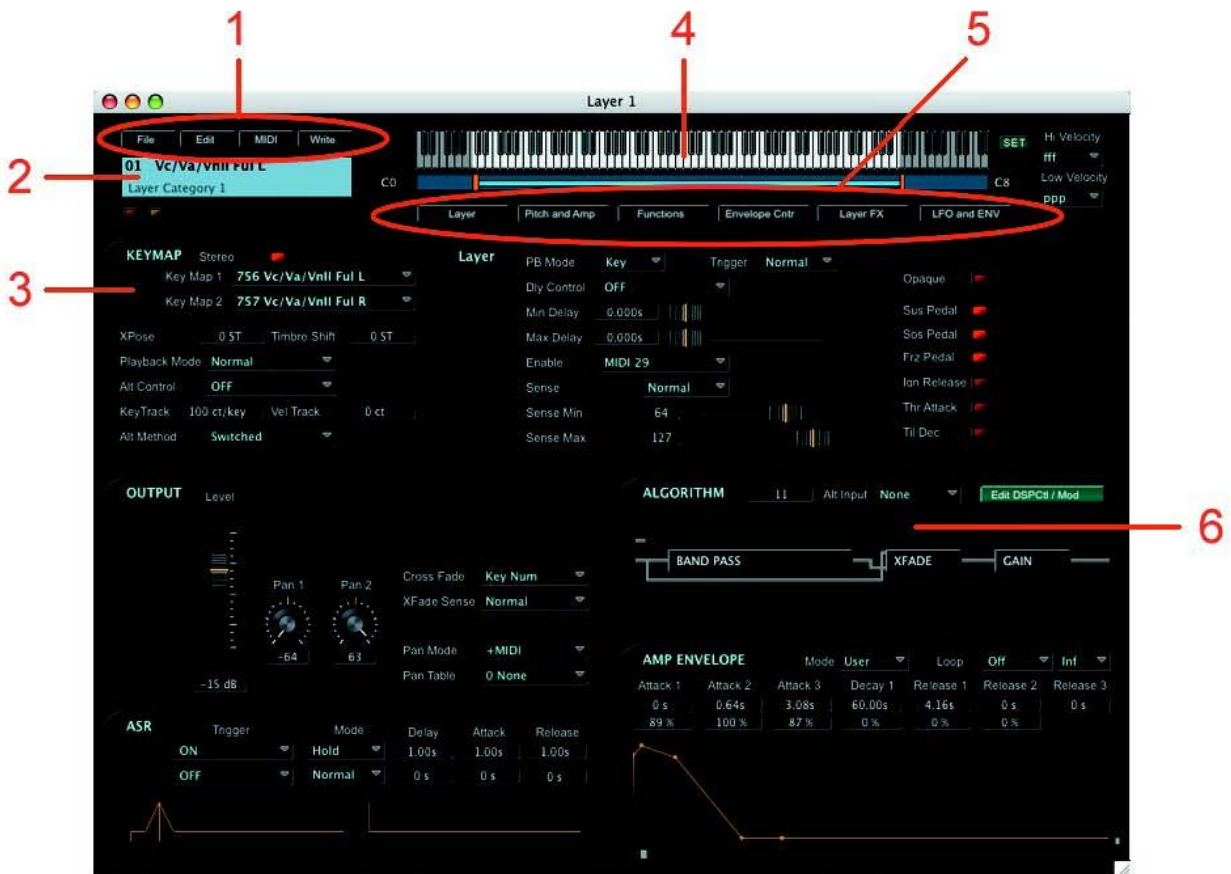 1
4
5
Layer 1
File Edit MIDI Write
SET
Hi Velocity
fff
2
01 Vc/Va/VnII Ful L
Layer Category 1
C0
C8
Low Velocity
ppp
Layer Pitch and Amp Functions Envelope Cntr Layer FX LFO and ENV
3
KEYMAP Stereo
Key Map 1 756 Vc/Va/VnII Ful L
Key Map 2 757 Vc/Va/VnII Ful R
XPose 0 ST Timbre Shift 0 ST
Playback Mode Normal
Alt Control OFF
KeyTrack 100 ct/key Vel Track 0 ct
Alt Method Switched
Layer
PB Mode Key Trigger Normal
Dly Control OFF
Min Delay 0.000s
Max Delay 0.000s
Enable MIDI 29
Sense Normal
Sense Min 64
Sense Max 127
Opaque
Sus Pedal
Sos Pedal
Frz Pedal
Ign Release
Thr Attack
Til Dec
OUTPUT Level
-15 dB
Pan 1 Pan 2
-64 63
Cross Fade Key Num
XFade Sense Normal
Pan Mode +MIDI
Pan Table 0 None
ALGORITHM 11 Alt Input None Edit DSPCtl / Mod
6
BAND PASS XFADE GAIN
ASR Trigger Mode Delay Attack Release
ON Hold 1.00s 1.00s 1.00s
OFF Normal 0 s 0 s 0 s
AMP ENVELOPE Mode User Loop Off Inf
Attack 1 Attack 2 Attack 3 Decay 1 Release 1 Release 2 Release 3
0 s 0.64s 3.08s 60.00s 4.16s 0 s 0 s
89 % 100 % 87 % 0 % 0 % 0 %